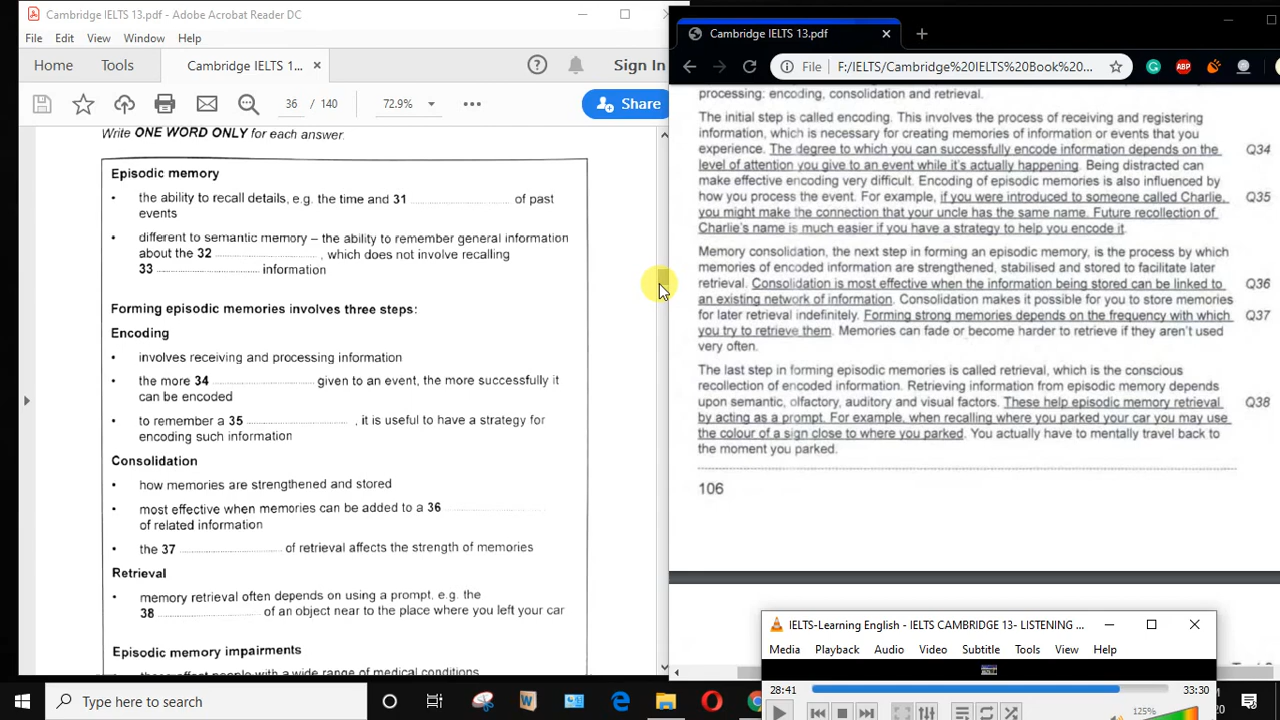 Cambridge IELTS 13.pdf - Adobe Acrobat Reader DC
File Edit View Window Help
Home Tools Cambridge IELTS 1... × Sign In
36 / 140 72.9% Share
Write ONE WORD ONLY for each answer.
Episodic memory
• the ability to recall details, e.g. the time and 31 .................... of past
events
• different to semantic memory – the ability to remember general information
about the 32 .................... , which does not involve recalling
33 .................... information
Forming episodic memories involves three steps:
Encoding
• involves receiving and processing information
• the more 34 .................... given to an event, the more successfully it
can be encoded
• to remember a 35 .................... , it is useful to have a strategy for
encoding such information
Consolidation
• how memories are strengthened and stored
• most effective when memories can be added to a 36 ....................
of related information
• the 37 .................... of retrieval affects the strength of memories
Retrieval
• memory retrieval often depends on using a prompt, e.g. the
38 .................... of an object near to the place where you left your car
Episodic memory impairments
these affect people with a wide range of medical conditions
Cambridge IELTS 13.pdf
File F:/IELTS/Cambridge%20IELTS%20Book%20... ABP
processing: encoding, consolidation and retrieval.
The initial step is called encoding. This involves the process of receiving and registering
information, which is necessary for creating memories of information or events that you
experience. The degree to which you can successfully encode information depends on the Q34
level of attention you give to an event while it's actually happening. Being distracted can
make effective encoding very difficult. Encoding of episodic memories is also influenced by
how you process the event. For example, if you were introduced to someone called Charlie, Q35
you might make the connection that your uncle has the same name. Future recollection of
Charlie's name is much easier if you have a strategy to help you encode it.
Memory consolidation, the next step in forming an episodic memory, is the process by which
memories of encoded information are strengthened, stabilised and stored to facilitate later
retrieval. Consolidation is most effective when the information being stored can be linked to Q36
an existing network of information. Consolidation makes it possible for you to store memories
for later retrieval indefinitely. Forming strong memories depends on the frequency with which Q37
you try to retrieve them. Memories can fade or become harder to retrieve if they aren't used
very often.
The last step in forming episodic memories is called retrieval, which is the conscious
recollection of encoded information. Retrieving information from episodic memory depends
upon semantic, olfactory, auditory and visual factors. These help episodic memory retrieval Q38
by acting as a prompt. For example, when recalling where you parked your car you may use
the colour of a sign close to where you parked. You actually have to mentally travel back to
the moment you parked.
106
IELTS-Learning English - IELTS CAMBRIDGE 13- LISTENING ...
Media Playback Audio Video Subtitle Tools View Help
28:41 33:30
125%
Type here to search